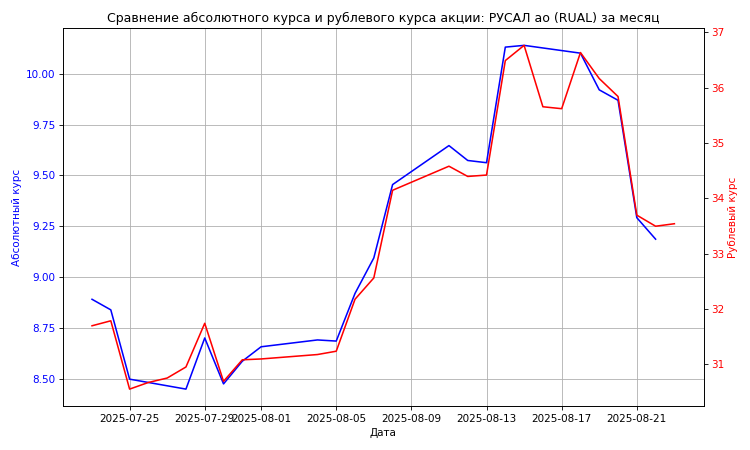 Сравнение абсолютного курса и рублевого курса акции: РУСАЛ ао (RUAL) за месяц
37
10.00
36
9.75
35
9.50
34
9.25
33
9.00
32
8.75
31
8.50
Абсолютный курс
Рублевый курс
2025-07-25 2025-07-29 2025-08-01 2025-08-05 2025-08-09 2025-08-13 2025-08-17 2025-08-21
Дата